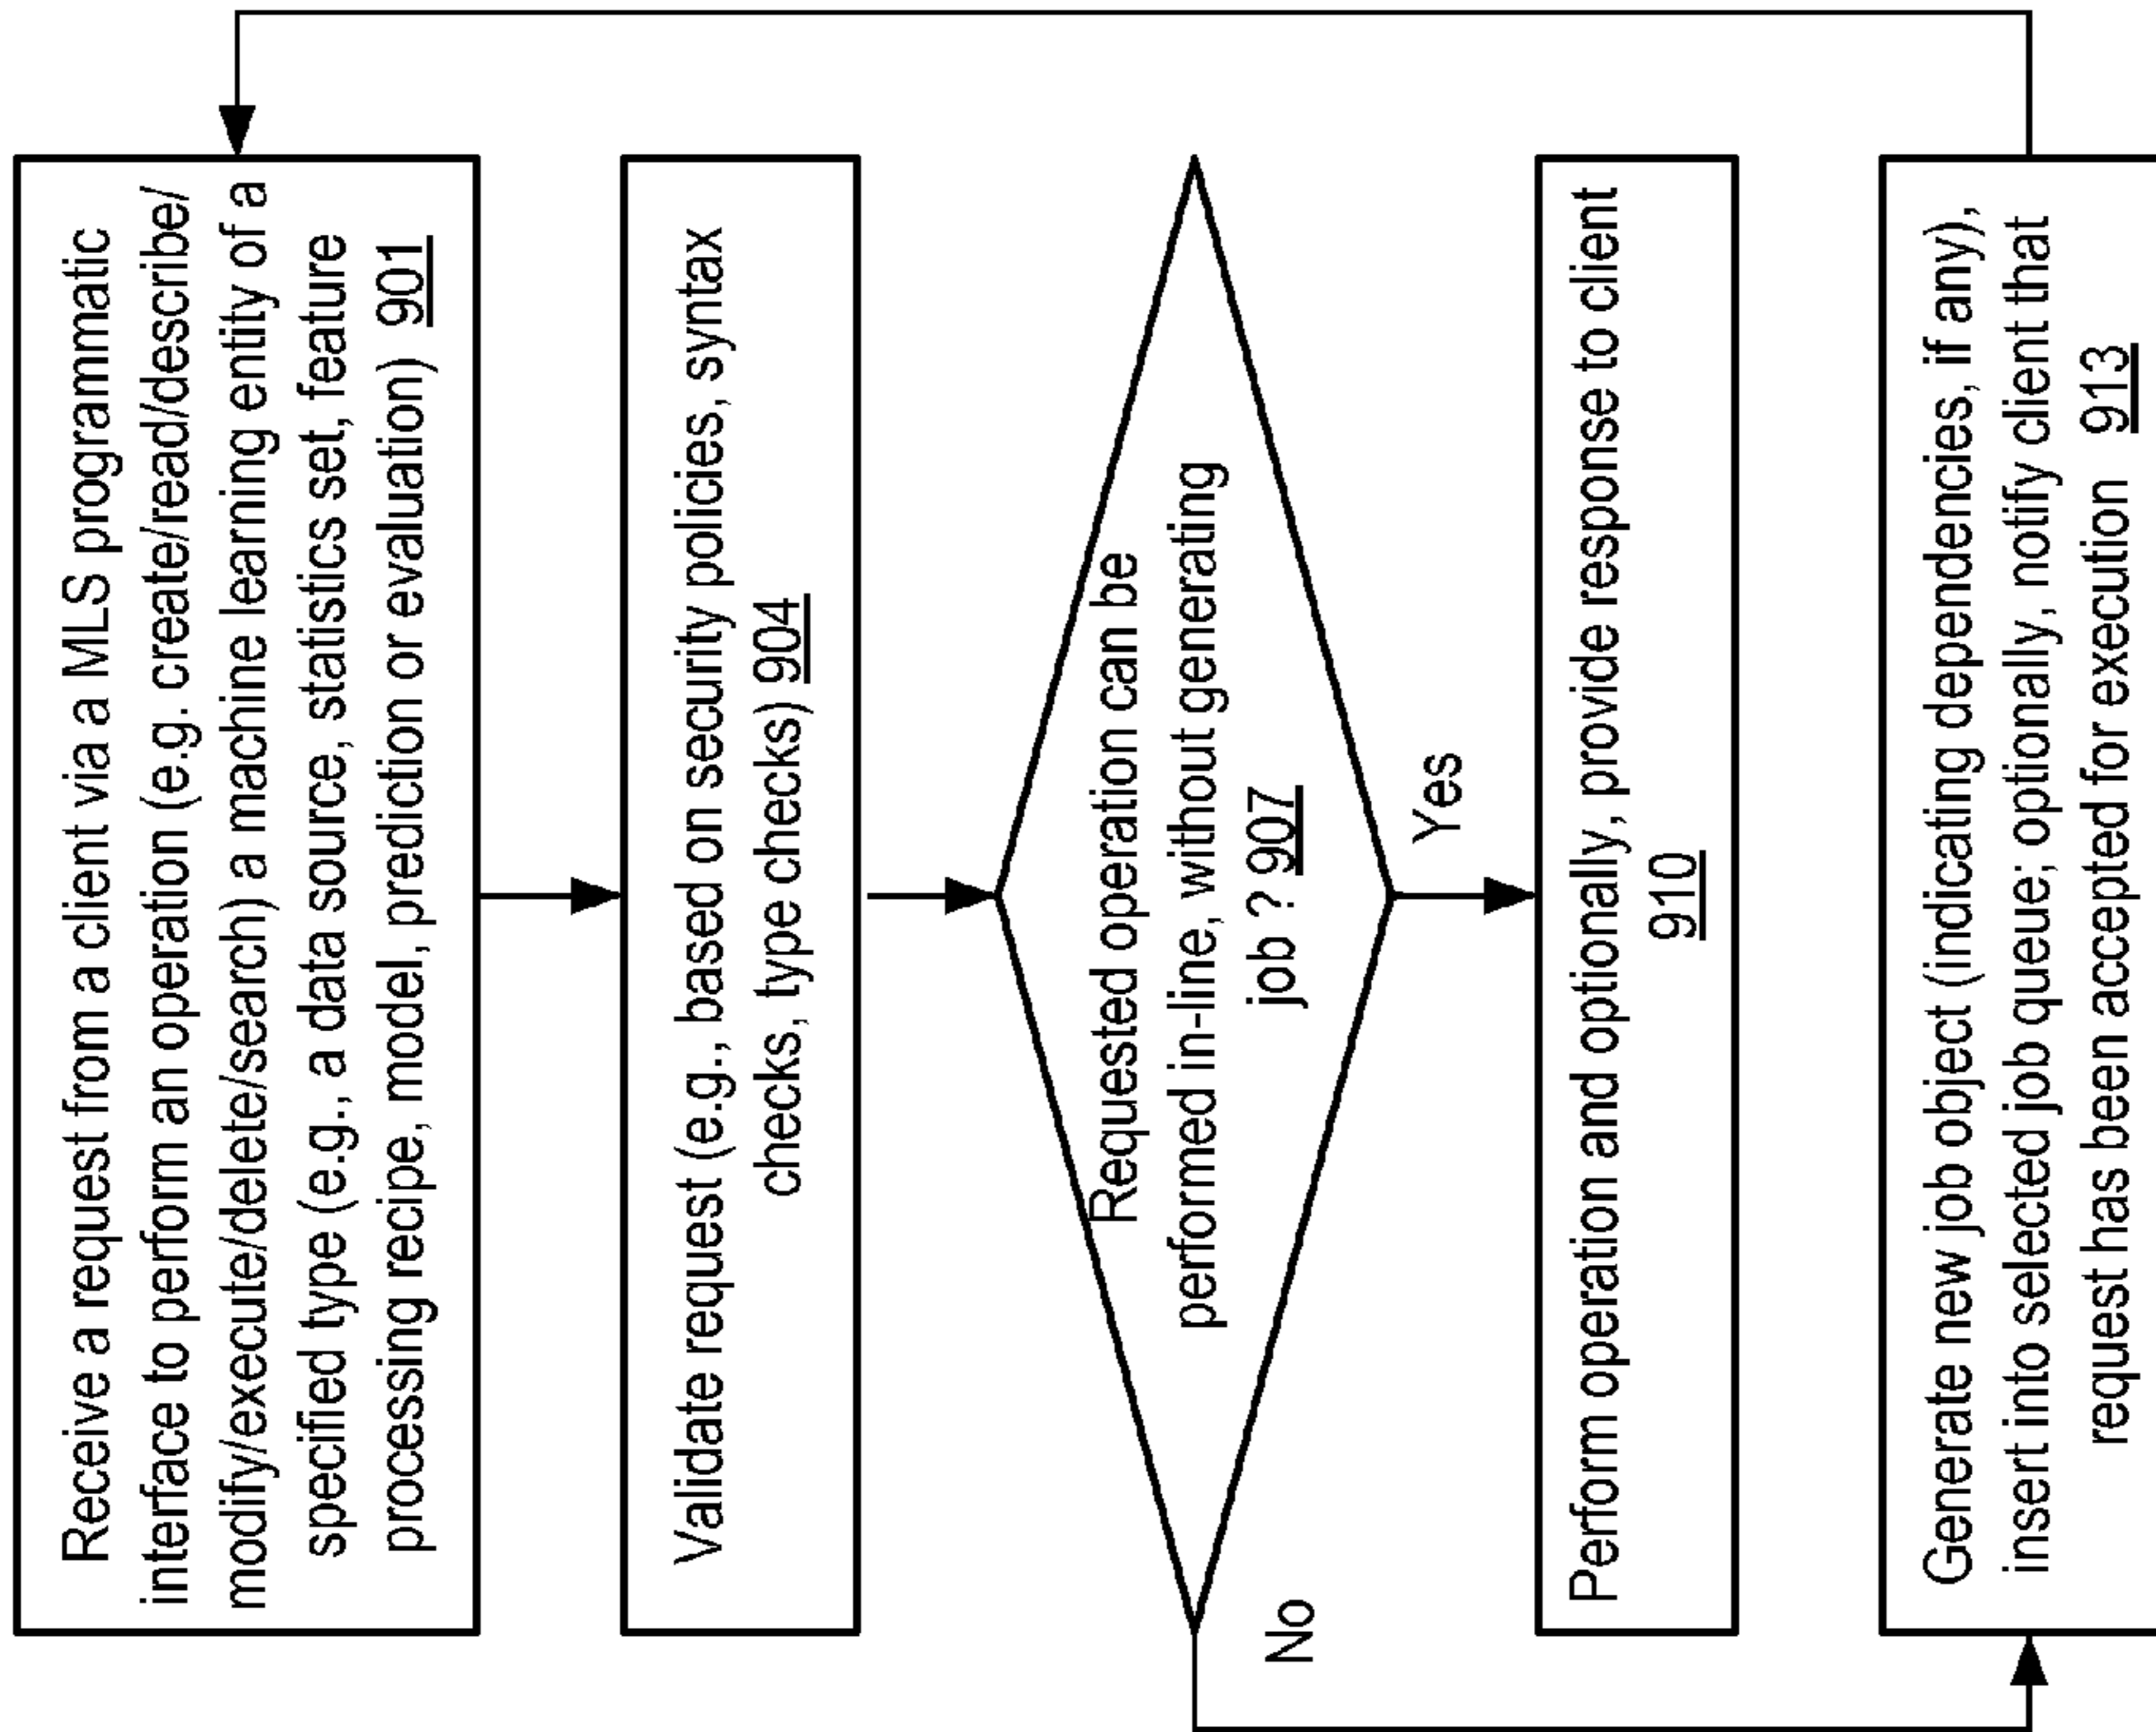 Receive a request from a client via a MLS programmatic
interface to perform an operation (e.g. create/read/describe/
modify/execute/delete/search) a machine learning entity of a
specified type (e.g., a data source, statistics set, feature
processing recipe, model, prediction or evaluation) 901
Validate request (e.g., based on security policies, syntax
checks, type checks) 904
Requested operation can be
performed in-line, without generating
job ? 907
No
Yes
Perform operation and optionally, provide response to client
910
Generate new job object (indicating dependencies, if any),
insert into selected job queue; optionally, notify client that
request has been accepted for execution 913